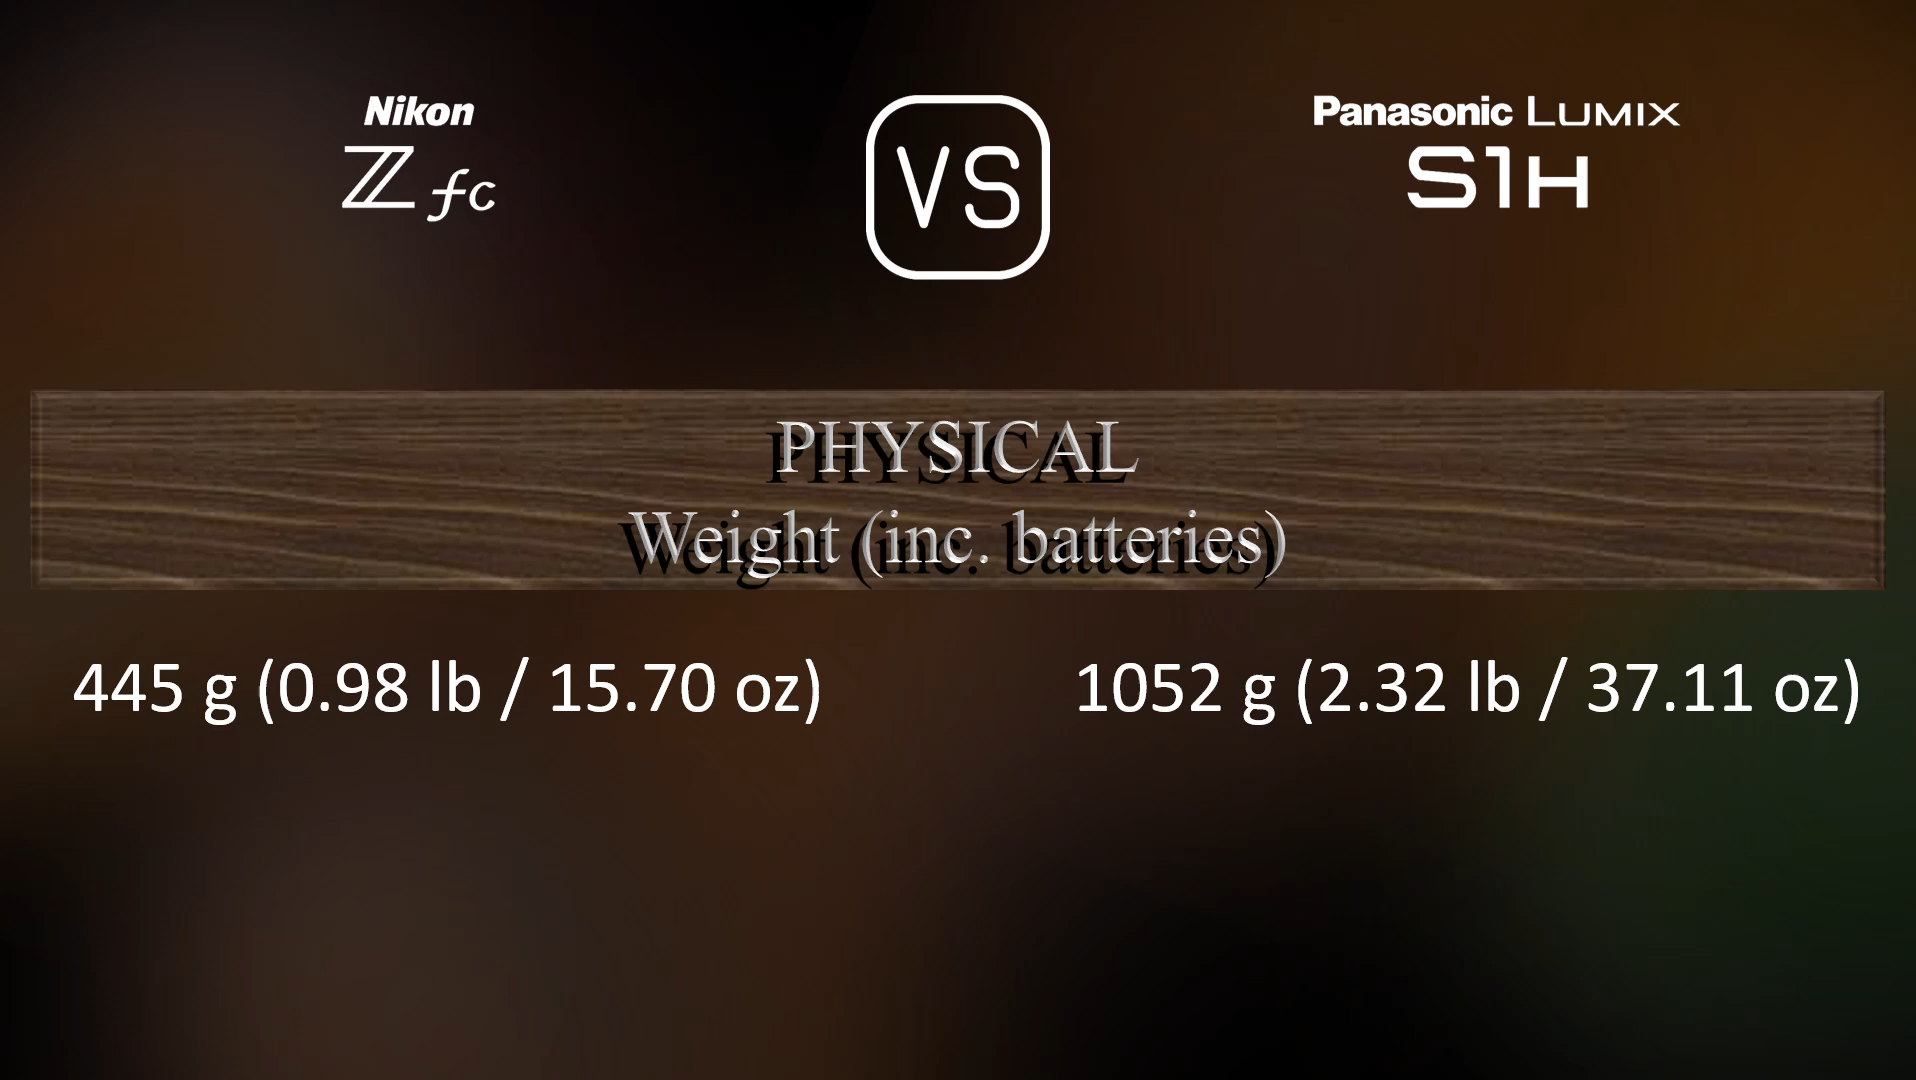 Nikon
Z fc
VS
Panasonic LUMIX
S1H
PHYSICAL
Weight (inc. batteries)
445 g (0.98 lb / 15.70 oz)
1052 g (2.32 lb / 37.11 oz)